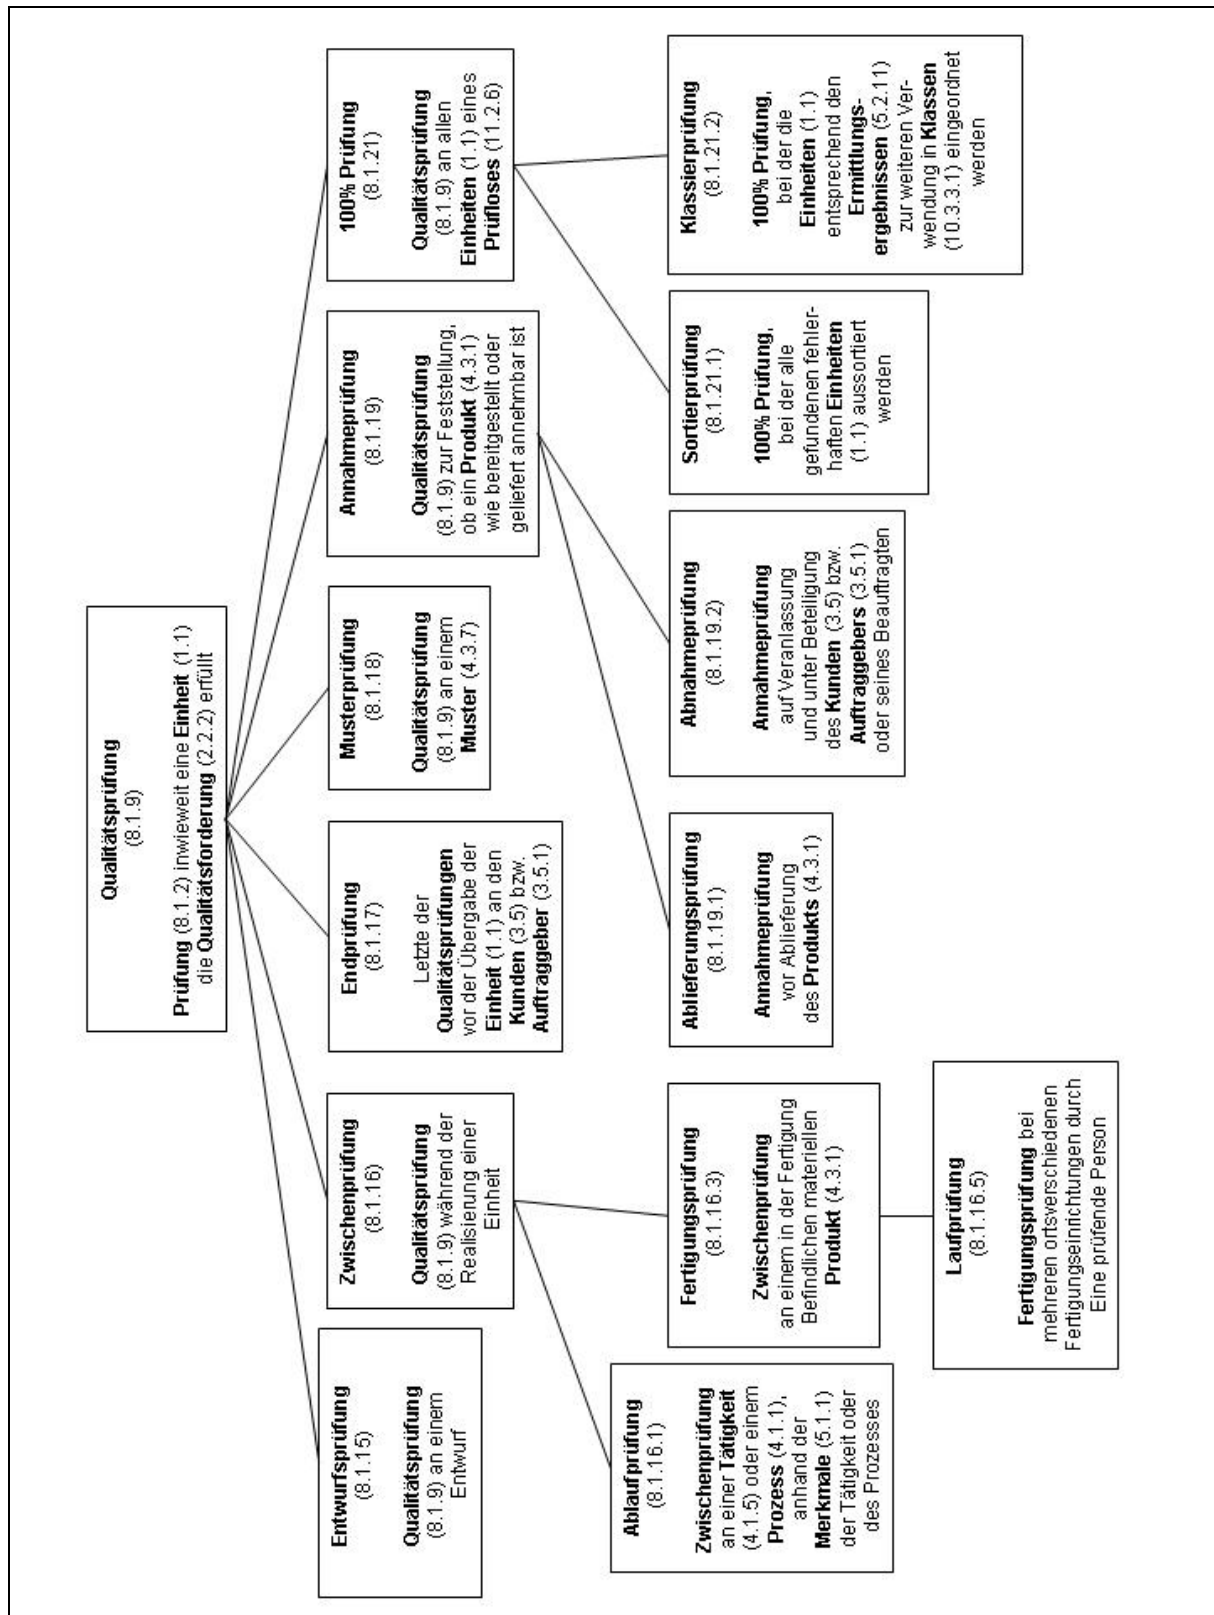 Qualitätsprüfung
(8.1.9)
Prüfung (8.1.2) inwieweit eine Einheit (1.1)
die Qualitätsforderung (2.2.2) erfüllt
Entwurfsprüfung
(8.1.15)
Qualitätsprüfung
(8.1.9) an einem
Entwurf
Zwischenprüfung
(8.1.16)
Qualitätsprüfung
(8.1.9) während der
Realisierung einer
Einheit
Endprüfung
(8.1.17)
Letzte der
Qualitätsprüfungen
vor der Übergabe der
Einheit (1.1) an den
Kunden (3.5) bzw.
Auftraggeber (3.5.1)
Musterprüfung
(8.1.18)
Qualitätsprüfung
(8.1.9) an einem
Muster (4.3.7)
Annahmeprüfung
(8.1.19)
Qualitätsprüfung
(8.1.9) zur Feststellung,
ob ein Produkt (4.3.1)
wie bereitgestellt oder
geliefert annehmbar ist
100% Prüfung
(8.1.21)
Qualitätsprüfung
(8.1.9) an allen
Einheiten (1.1) eines
Prüfloses (11.2.6)
Ablaufprüfung
(8.1.16.1)
Zwischenprüfung
an einer Tätigkeit
(4.1.5) oder einem
Prozess (4.1.1),
anhand der
Merkmale (5.1.1)
der Tätigkeit oder
des Prozesses
Fertigungsprüfung
(8.1.16.3)
Zwischenprüfung
an einem in der Fertigung
Befindlichen materiellen
Produkt (4.3.1)
Ablieferungsprüfung
(8.1.19.1)
Annahmeprüfung
vor Ablieferung
des Produkts (4.3.1)
Abnahmeprüfung
(8.1.19.2)
Annahmeprüfung
auf Veranlassung
und unter Beteiligung
des Kunden (3.5) bzw.
Auftraggebers (3.5.1)
oder seines Beauftragten
Sortierprüfung
(8.1.21.1)
100% Prüfung,
bei der alle
gefundenen fehler-
haften Einheiten
(1.1) aussortiert
werden
Klassierprüfung
(8.1.21.2)
100% Prüfung,
bei der die
Einheiten (1.1)
entsprechend den
Ermittlungs-
ergebnissen (5.2.11)
zur weiteren Ver-
wendung in Klassen
(10.3.3.1) eingeordnet
werden
Laufprüfung
(8.1.16.5)
Fertigungsprüfung bei
mehreren ortsverschiedenen
Fertigungseinrichtungen durch
Eine prüfende Person